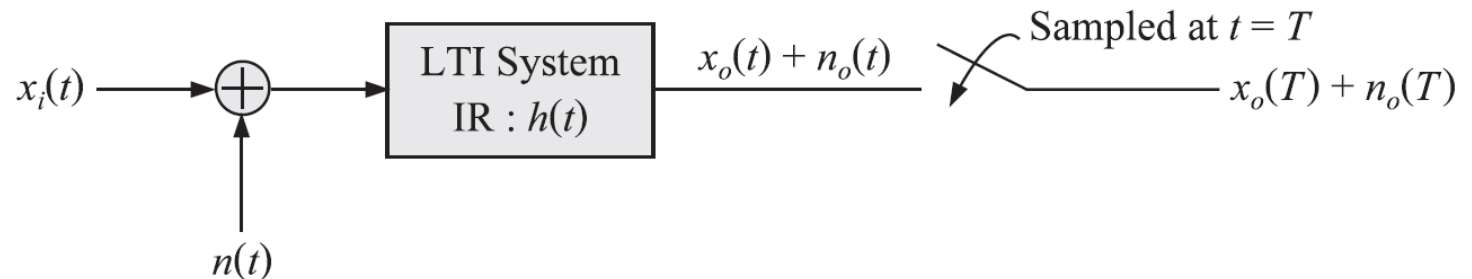 Sampled at t = T
x_i(t)
+
LTI System
IR : h(t)
x_o(t) + n_o(t)
x_o(T) + n_o(T)
n(t)